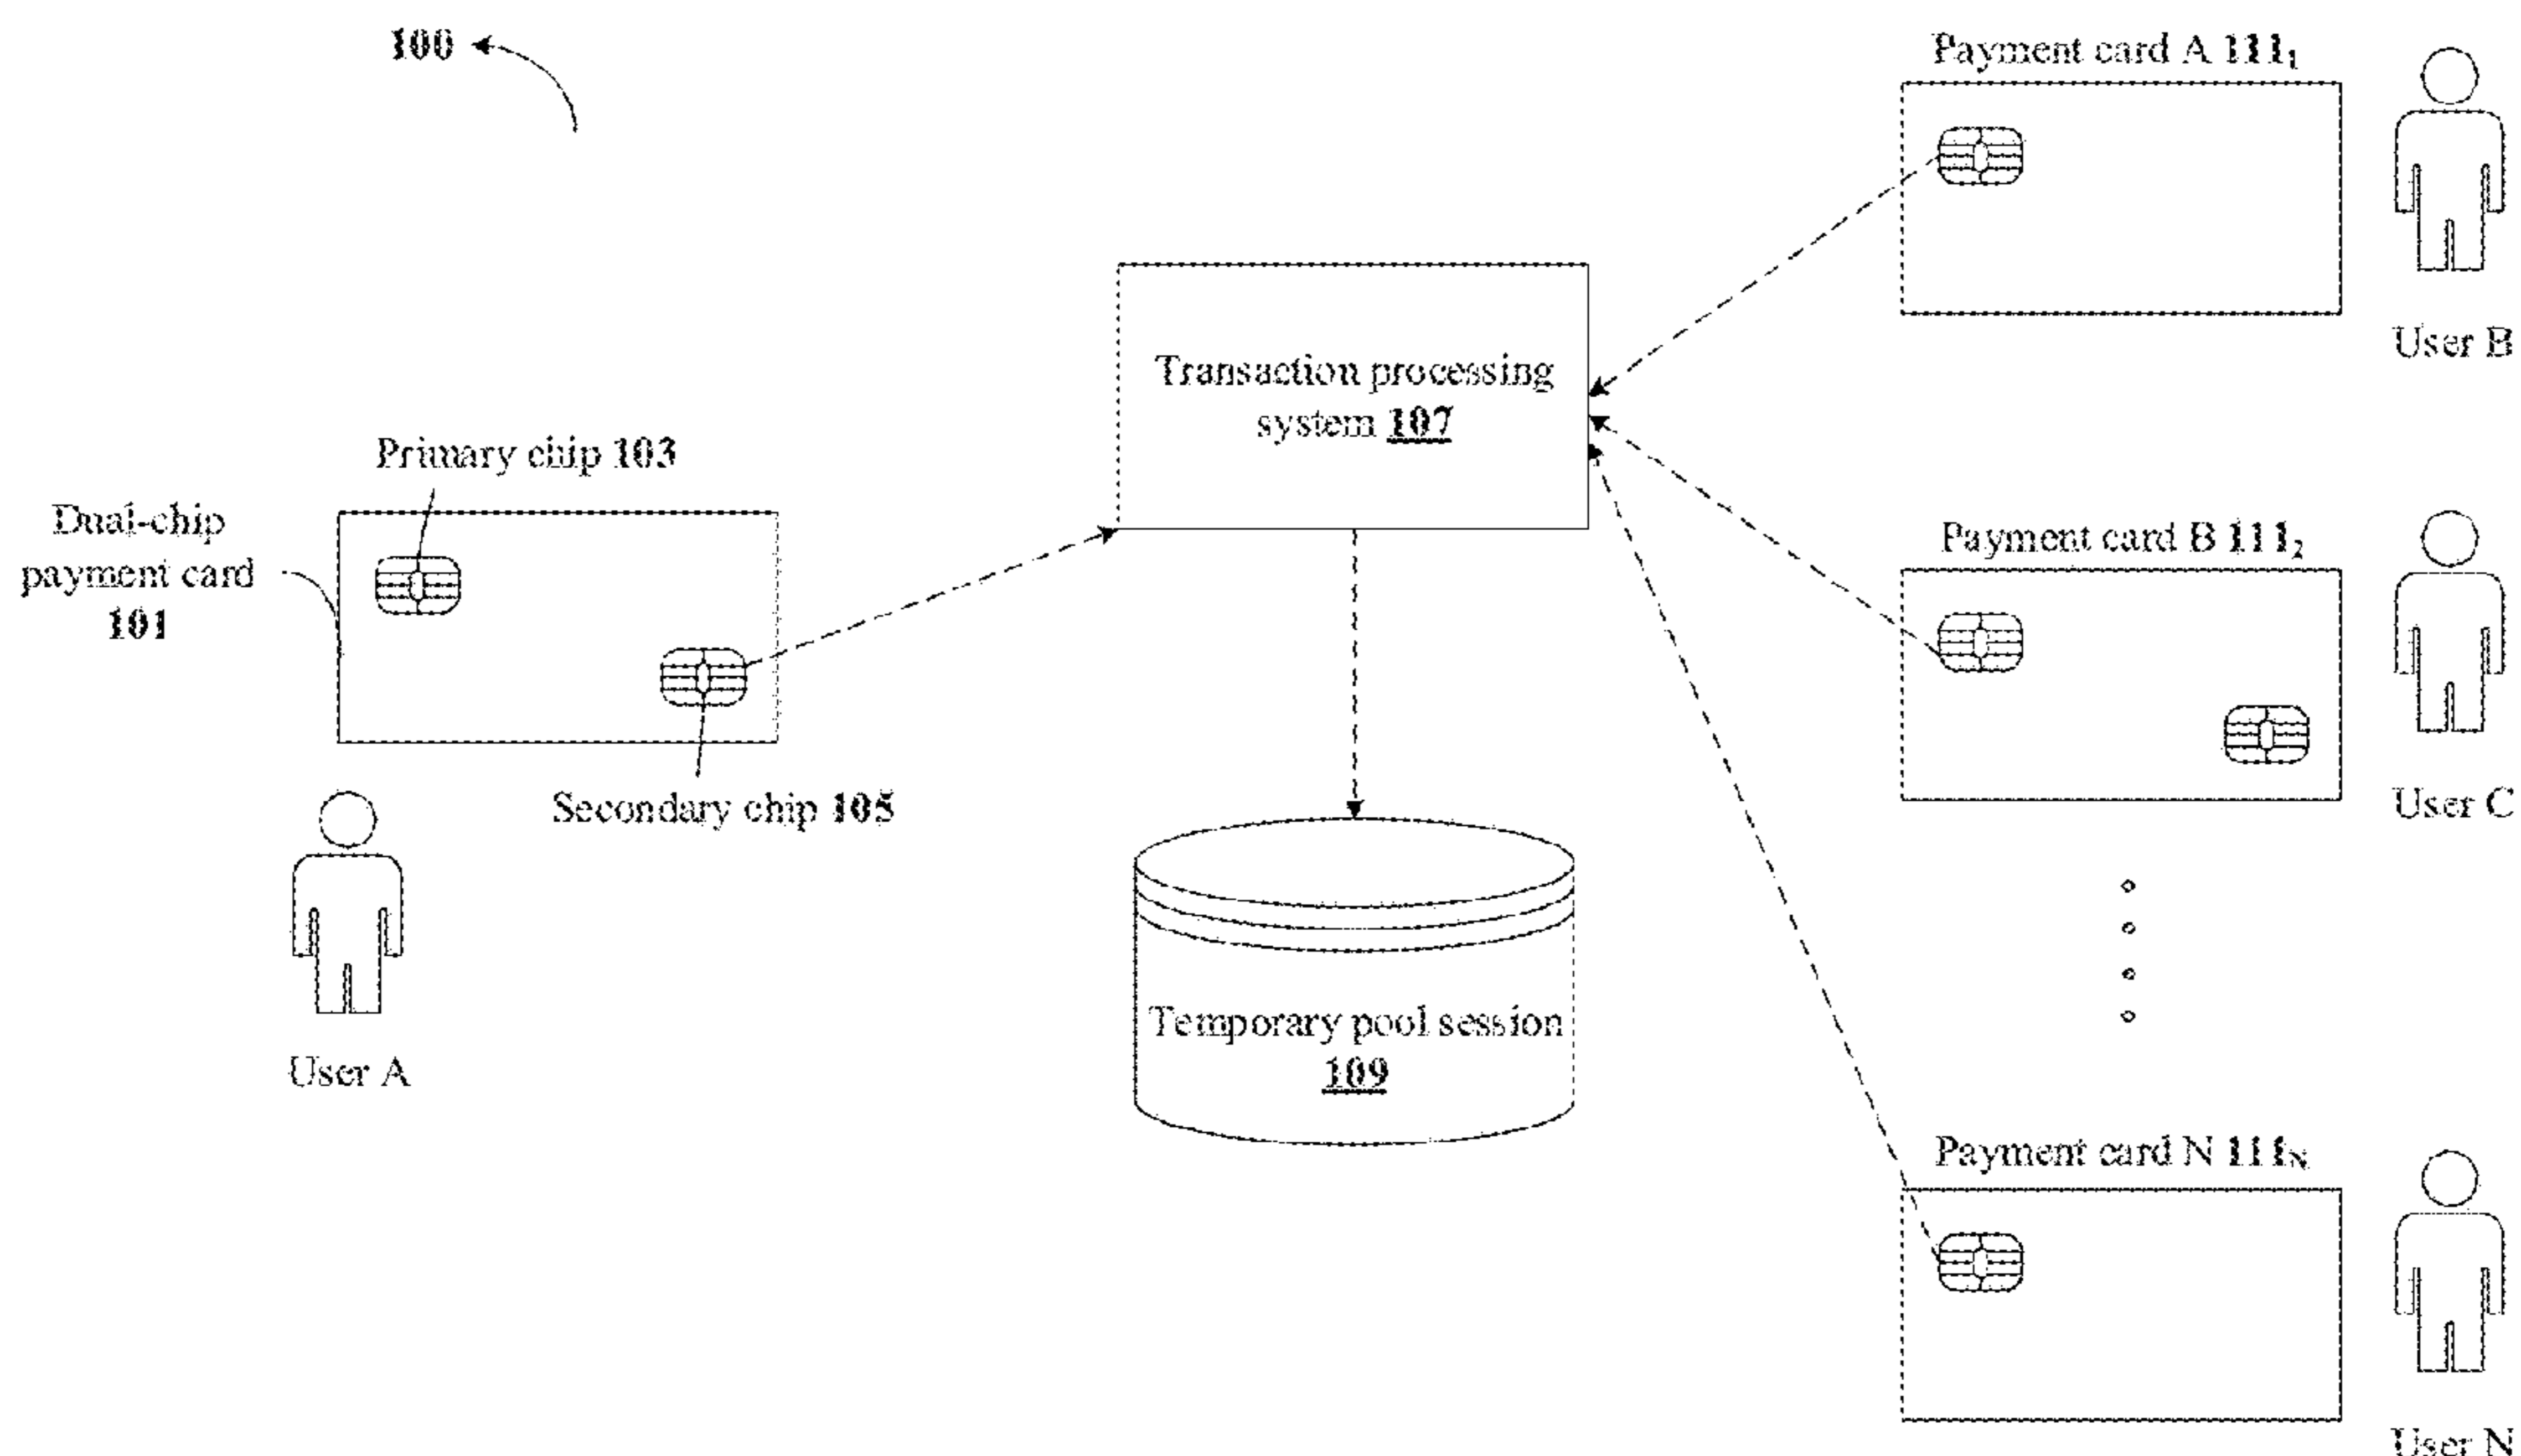 100
Payment card A 111₁
User B
Transaction processing
system 107
Primary chip 103
Dual-chip
payment card
101
Payment card B 111₂
User C
Secondary chip 105
User A
Temporary pool session
109
Payment card N 111ₙ
User N